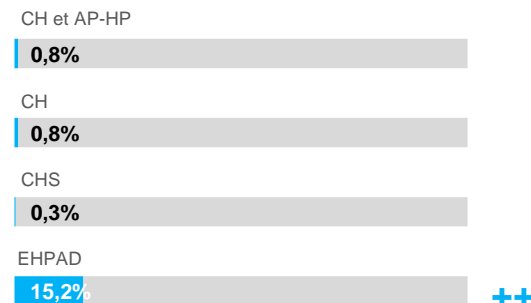 CH et AP-HP
0,8%
CH
0,8%
CHS
0,3%
EHPAD
15,2% ++